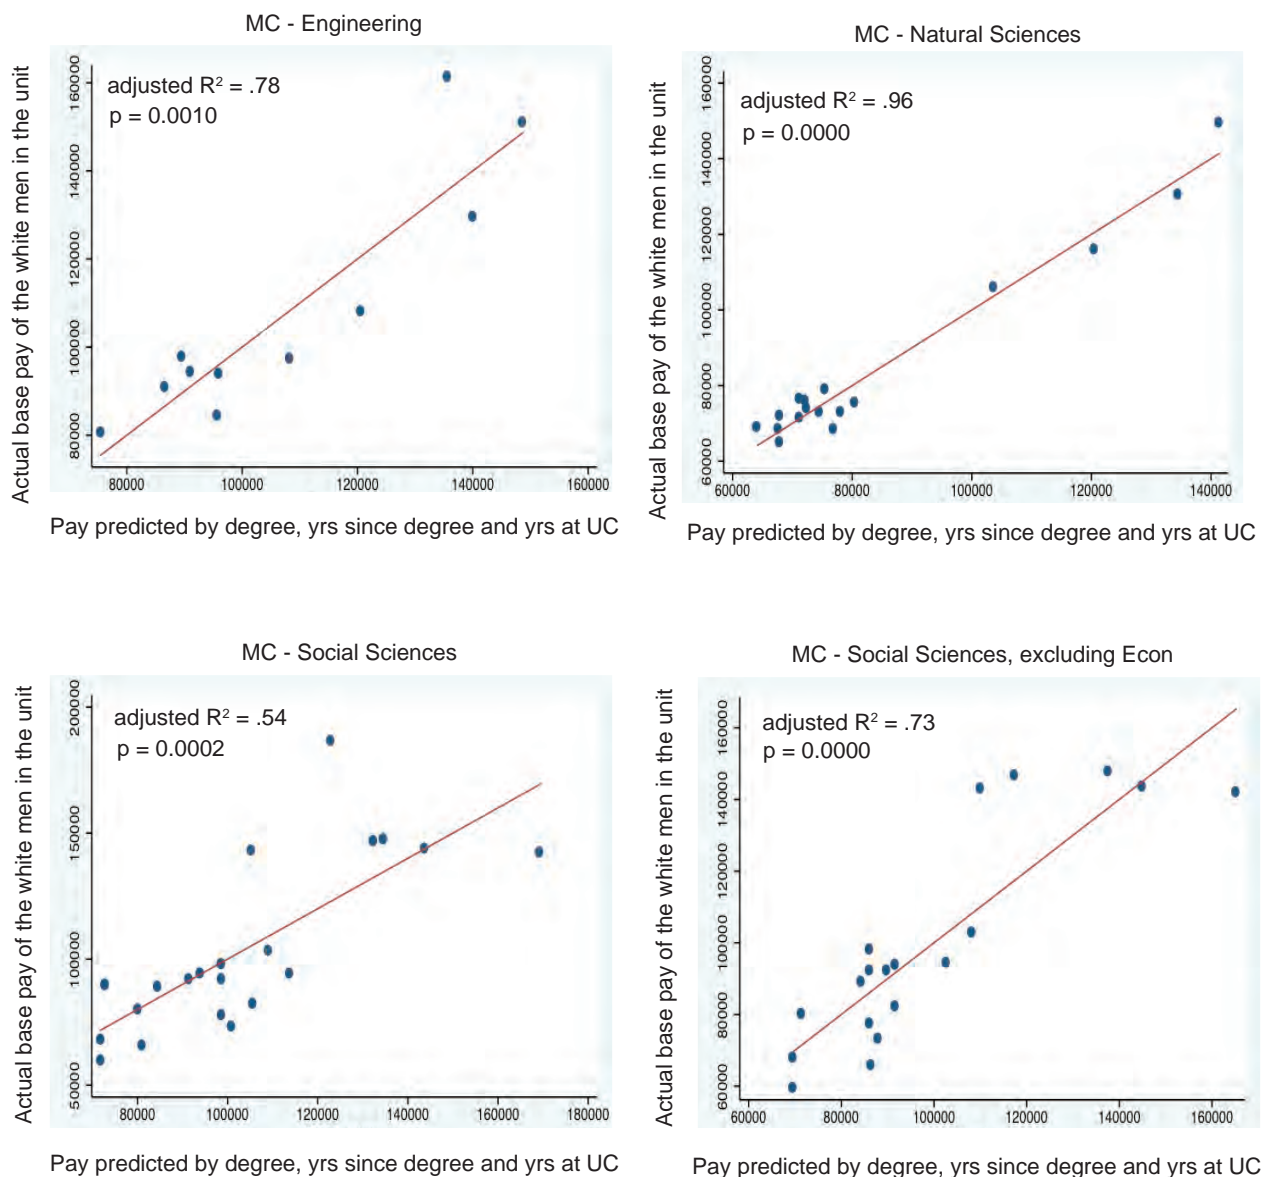 MC - Engineering
adjusted R² = .78
p = 0.0010
Actual base pay of the white men in the unit
160000
140000
120000
100000
80000
80000 100000 120000 140000 160000
Pay predicted by degree, yrs since degree and yrs at UC
MC - Natural Sciences
adjusted R² = .96
p = 0.0000
Actual base pay of the white men in the unit
160000
140000
120000
100000
80000
60000
60000 80000 100000 120000 140000
Pay predicted by degree, yrs since degree and yrs at UC
MC - Social Sciences
adjusted R² = .54
p = 0.0002
Actual base pay of the white men in the unit
200000
150000
100000
50000
80000 100000 120000 140000 160000 180000
Pay predicted by degree, yrs since degree and yrs at UC
MC - Social Sciences, excluding Econ
adjusted R² = .73
p = 0.0000
Actual base pay of the white men in the unit
160000
140000
120000
100000
80000
60000
60000 80000 100000 120000 140000 160000
Pay predicted by degree, yrs since degree and yrs at UC